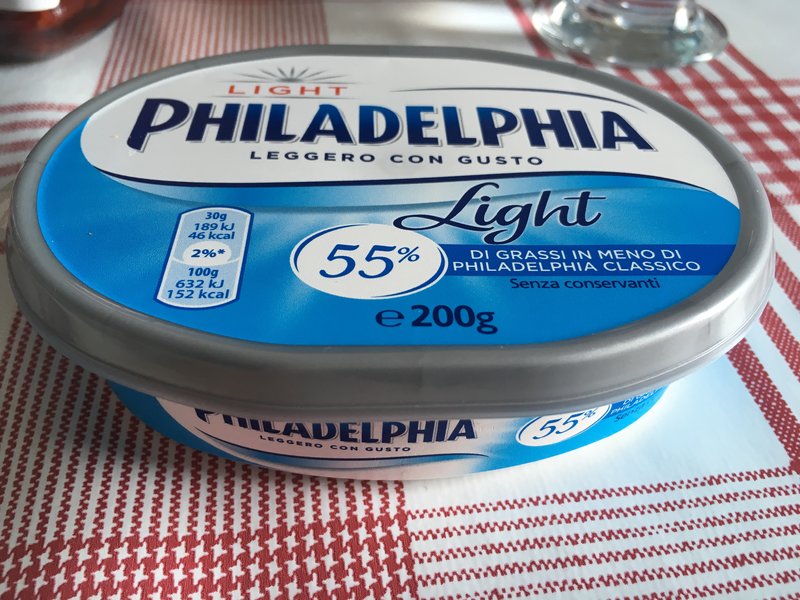 LIGHT
PHILADELPHIA
LEGGERO CON GUSTO
Light
30g
189 kJ
46 kcal
2%*
100g
632 kJ
152 kcal
55%
DI GRASSI IN MENO DI
PHILADELPHIA CLASSICO
Senza conservanti
e 200g
PHILADELPHIA
LEGGERO CON GUSTO
55%